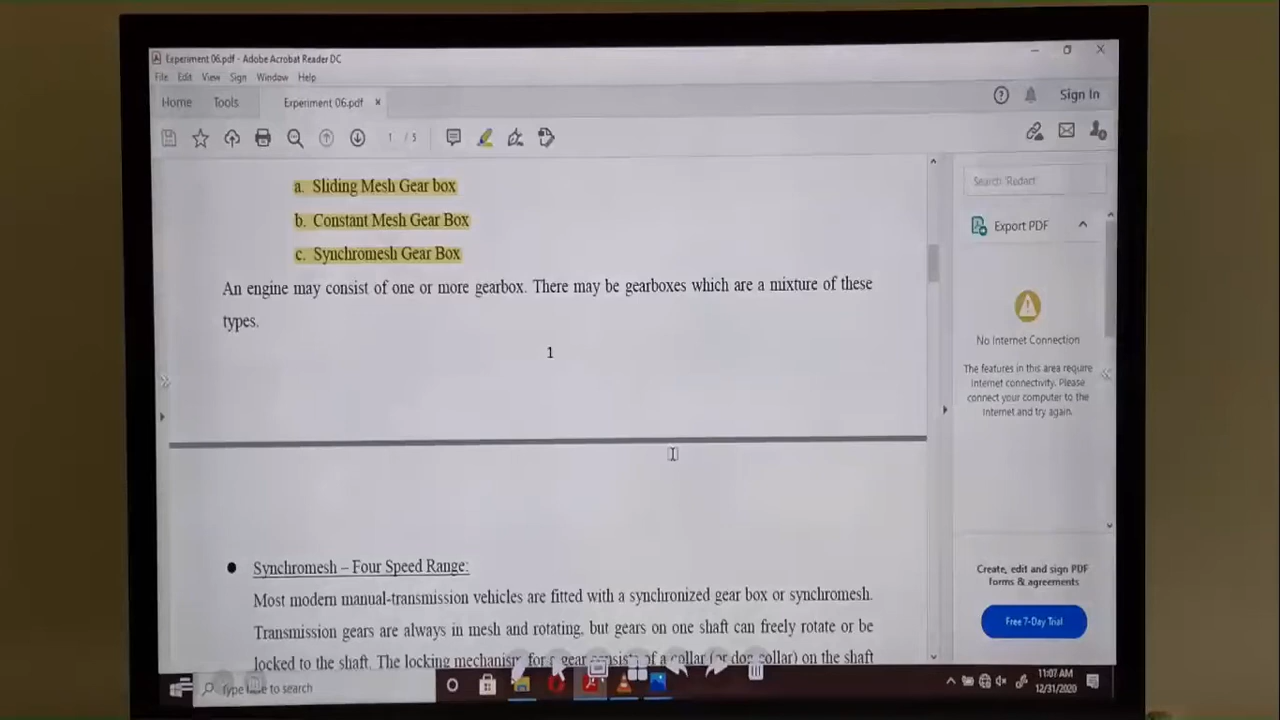 Experiment 06.pdf - Adobe Acrobat Reader DC
File Edit View Sign Window Help
Home Tools Experiment 06.pdf × Sign In
1 / 5
a. Sliding Mesh Gear box
b. Constant Mesh Gear Box
c. Synchromesh Gear Box
An engine may consist of one or more gearbox. There may be gearboxes which are a mixture of these
types.
1
● Synchromesh – Four Speed Range:
Most modern manual-transmission vehicles are fitted with a synchronized gear box or synchromesh.
Transmission gears are always in mesh and rotating, but gears on one shaft can freely rotate or be
locked to the shaft. The locking mechanism for a gear consists of a collar (or dog collar) on the shaft
Search 'Redact'
Export PDF
No Internet Connection
The features in this area require
Internet connectivity. Please
connect your computer to the
Internet and try again.
Create, edit and sign PDF
forms & agreements
Free 7-Day Trial
Type here to search
11:07 AM
12/31/2020